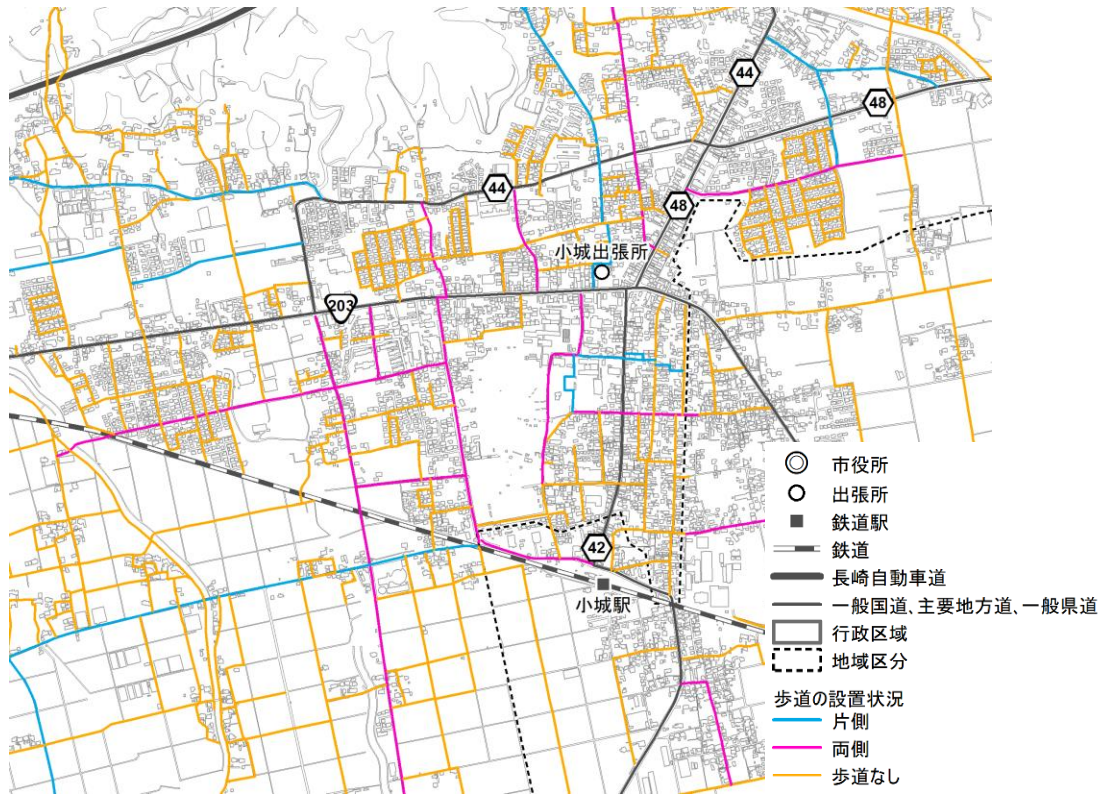 44
48
44
48
小城出張所
203
42
小城駅
市役所
出張所
鉄道駅
鉄道
長崎自動車道
一般国道、主要地方道、一般県道
行政区域
地域区分
歩道の設置状況
片側
両側
歩道なし